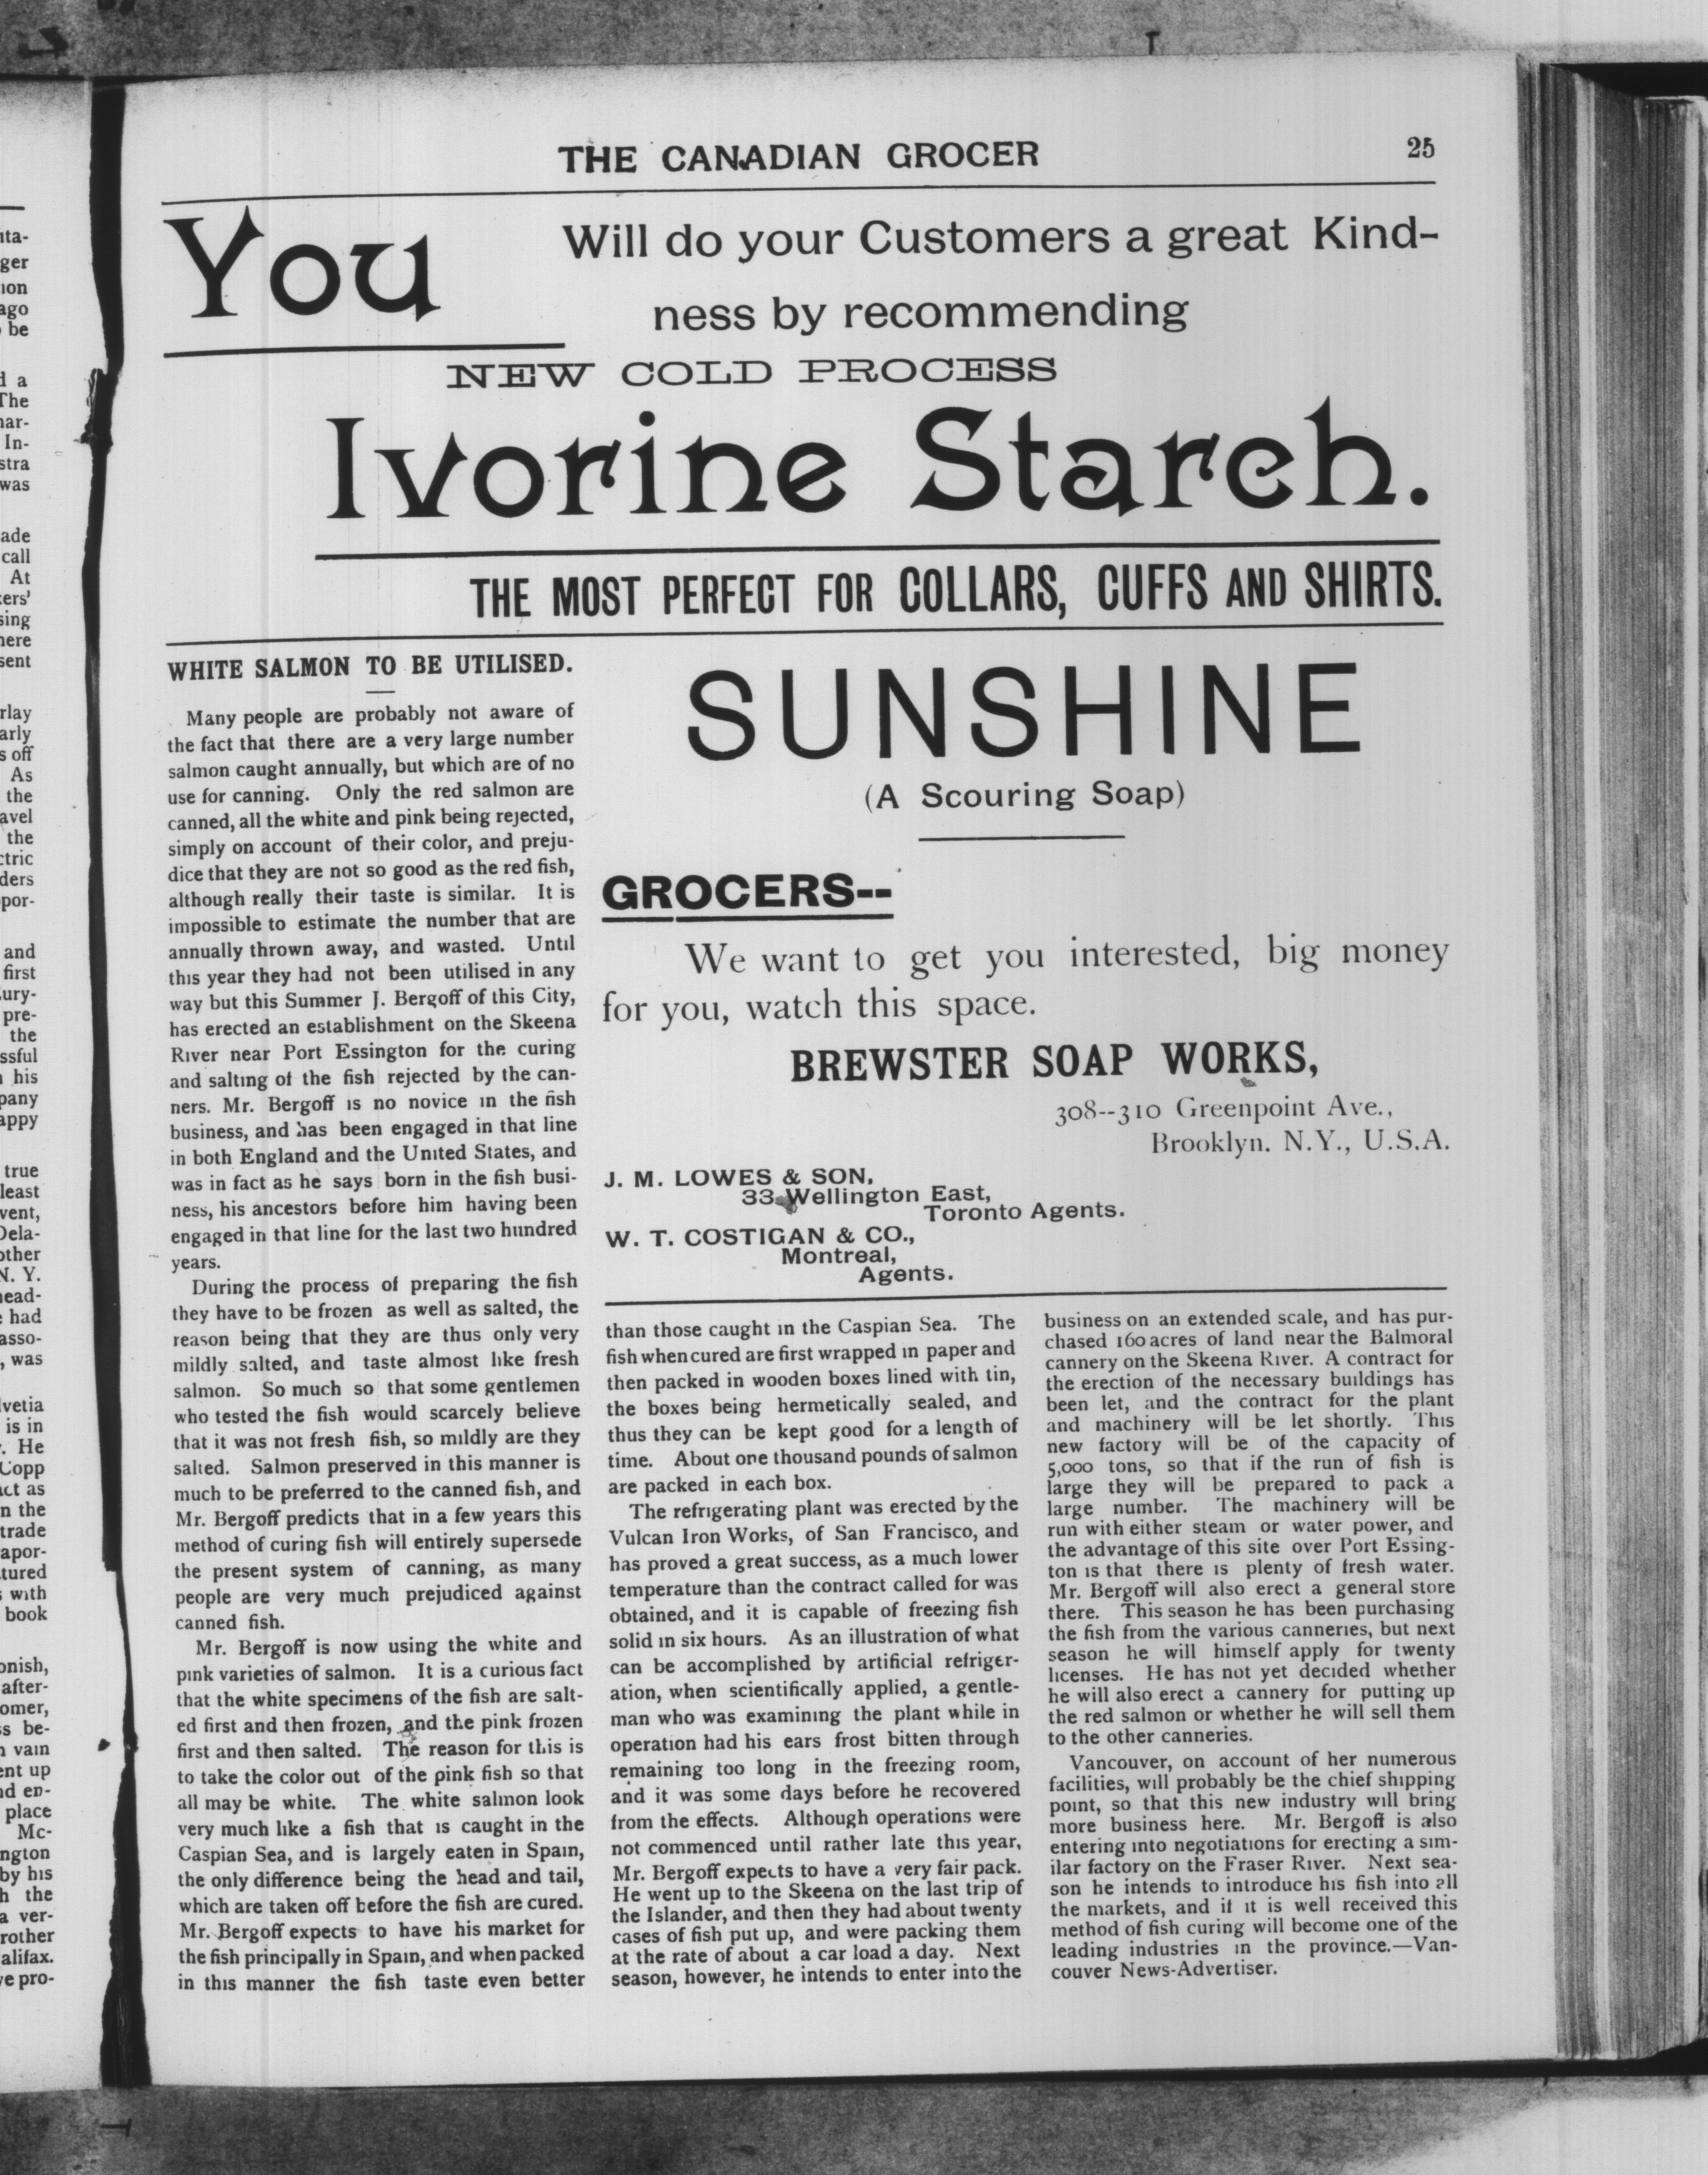 THE CANADIAN GROCER
25
You
Will do your Customers a great Kind-
ness by recommending
NEW COLD PROCESS
Ivorine Starch.
THE MOST PERFECT FOR COLLARS, CUFFS AND SHIRTS.
WHITE SALMON TO BE UTILISED.
Many people are probably not aware of
the fact that there are a very large number
salmon caught annually, but which are of no
use for canning. Only the red salmon are
canned, all the white and pink being rejected,
simply on account of their color, and preju-
dice that they are not so good as the red fish,
although really their taste is similar. It is
impossible to estimate the number that are
annually thrown away, and wasted. Until
this year they had not been utilised in any
way but this Summer J. Bergoff of this City,
has erected an establishment on the Skeena
River near Port Essington for the curing
and salting of the fish rejected by the can-
ners. Mr. Bergoff is no novice in the fish
business, and has been engaged in that line
in both England and the United States, and
was in fact as he says born in the fish busi-
ness, his ancestors before him having been
engaged in that line for the last two hundred
years.
During the process of preparing the fish
they have to be frozen as well as salted, the
reason being that they are thus only very
mildly salted, and taste almost like fresh
salmon. So much so that some gentlemen
who tested the fish would scarcely believe
that it was not fresh fish, so mildly are they
salted. Salmon preserved in this manner is
much to be preferred to the canned fish, and
Mr. Bergoff predicts that in a few years this
method of curing fish will entirely supersede
the present system of canning, as many
people are very much prejudiced against
canned fish.
Mr. Bergoff is now using the white and
pink varieties of salmon. It is a curious fact
that the white specimens of the fish are salt-
ed first and then frozen, and the pink frozen
first and then salted. The reason for this is
to take the color out of the pink fish so that
all may be white. The white salmon look
very much like a fish that is caught in the
Caspian Sea, and is largely eaten in Spain,
the only difference being the head and tail,
which are taken off before the fish are cured.
Mr. Bergoff expects to have his market for
the fish principally in Spain, and when packed
in this manner the fish taste even better
SUNSHINE
(A Scouring Soap)
GROCERS--
We want to get you interested, big money
for you, watch this space.
BREWSTER SOAP WORKS,
308--310 Greenpoint Ave.,
Brooklyn. N.Y., U.S.A.
J. M. LOWES & SON,
33 Wellington East,
Toronto Agents.
W. T. COSTIGAN & CO.,
Montreal,
Agents.
than those caught in the Caspian Sea. The
fish when cured are first wrapped in paper and
then packed in wooden boxes lined with tin,
the boxes being hermetically sealed, and
thus they can be kept good for a length of
time. About one thousand pounds of salmon
are packed in each box.
The refrigerating plant was erected by the
Vulcan Iron Works, of San Francisco, and
has proved a great success, as a much lower
temperature than the contract called for was
obtained, and it is capable of freezing fish
solid in six hours. As an illustration of what
can be accomplished by artificial refriger-
ation, when scientifically applied, a gentle-
man who was examining the plant while in
operation had his ears frost bitten through
remaining too long in the freezing room,
and it was some days before he recovered
from the effects. Although operations were
not commenced until rather late this year,
Mr. Bergoff expects to have a very fair pack.
He went up to the Skeena on the last trip of
the Islander, and then they had about twenty
cases of fish put up, and were packing them
at the rate of about a car load a day. Next
season, however, he intends to enter into the
business on an extended scale, and has pur-
chased 160 acres of land near the Balmoral
cannery on the Skeena River. A contract for
the erection of the necessary buildings has
been let, and the contract for the plant
and machinery will be let shortly. This
new factory will be of the capacity of
5,000 tons, so that if the run of fish is
large they will be prepared to pack a
large number. The machinery will be
run with either steam or water power, and
the advantage of this site over Port Essing-
ton is that there is plenty of fresh water.
Mr. Bergoff will also erect a general store
there. This season he has been purchasing
the fish from the various canneries, but next
season he will himself apply for twenty
licenses. He has not yet decided whether
he will also erect a cannery for putting up
the red salmon or whether he will sell them
to the other canneries.
Vancouver, on account of her numerous
facilities, will probably be the chief shipping
point, so that this new industry will bring
more business here. Mr. Bergoff is also
entering into negotiations for erecting a sim-
ilar factory on the Fraser River. Next sea-
son he intends to introduce his fish into all
the markets, and if it is well received this
method of fish curing will become one of the
leading industries in the province.—Van-
couver News-Advertiser.